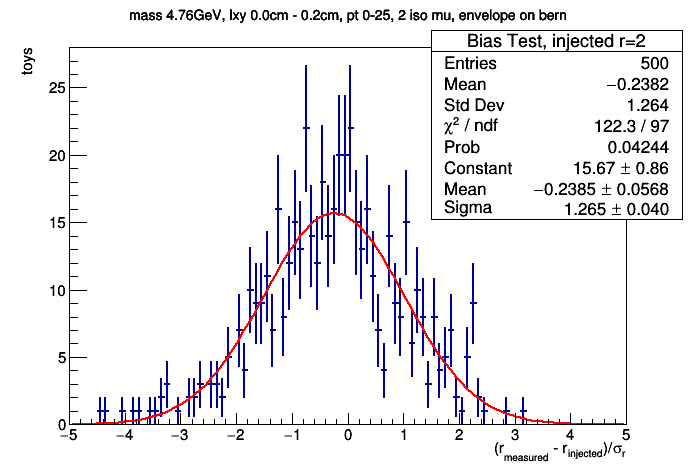 mass 4.76GeV, lxy 0.0cm - 0.2cm, pt 0-25, 2 iso mu, envelope on bern
toys
Bias Test, injected r=2
Entries 500
Mean −0.2382
Std Dev 1.264
χ² / ndf 122.3 / 97
Prob 0.04244
Constant 15.67 ± 0.86
Mean −0.2385 ± 0.0568
Sigma 1.265 ± 0.040
25
20
15
10
5
0
−5 −4 −3 −2 −1 0 1 2 3 4 5
(r_measured - r_injected)/σ_r